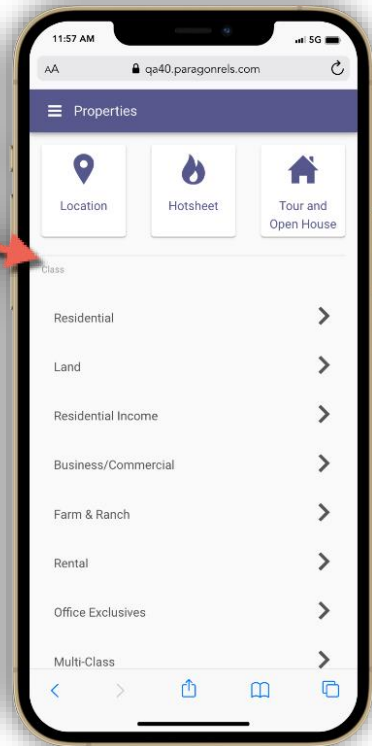 11:57 AM
5G
AA
qa40.paragonrels.com
Properties
Location
Hotsheet
Tour and
Open House
Class
Residential
Land
Residential Income
Business/Commercial
Farm & Ranch
Rental
Office Exclusives
Multi-Class